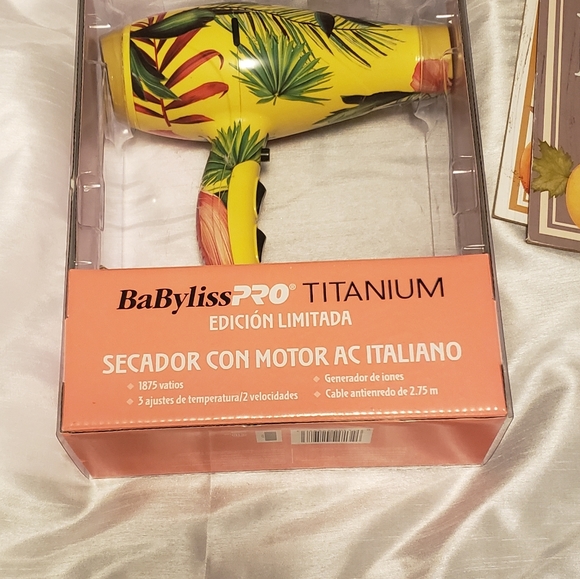 BaBylissPRO® TITANIUM
EDICIÓN LIMITADA
SECADOR CON MOTOR AC ITALIANO
1875 vatios
3 ajustes de temperatura/2 velocidades
Generador de iones
Cable antienredo de 2.75 m